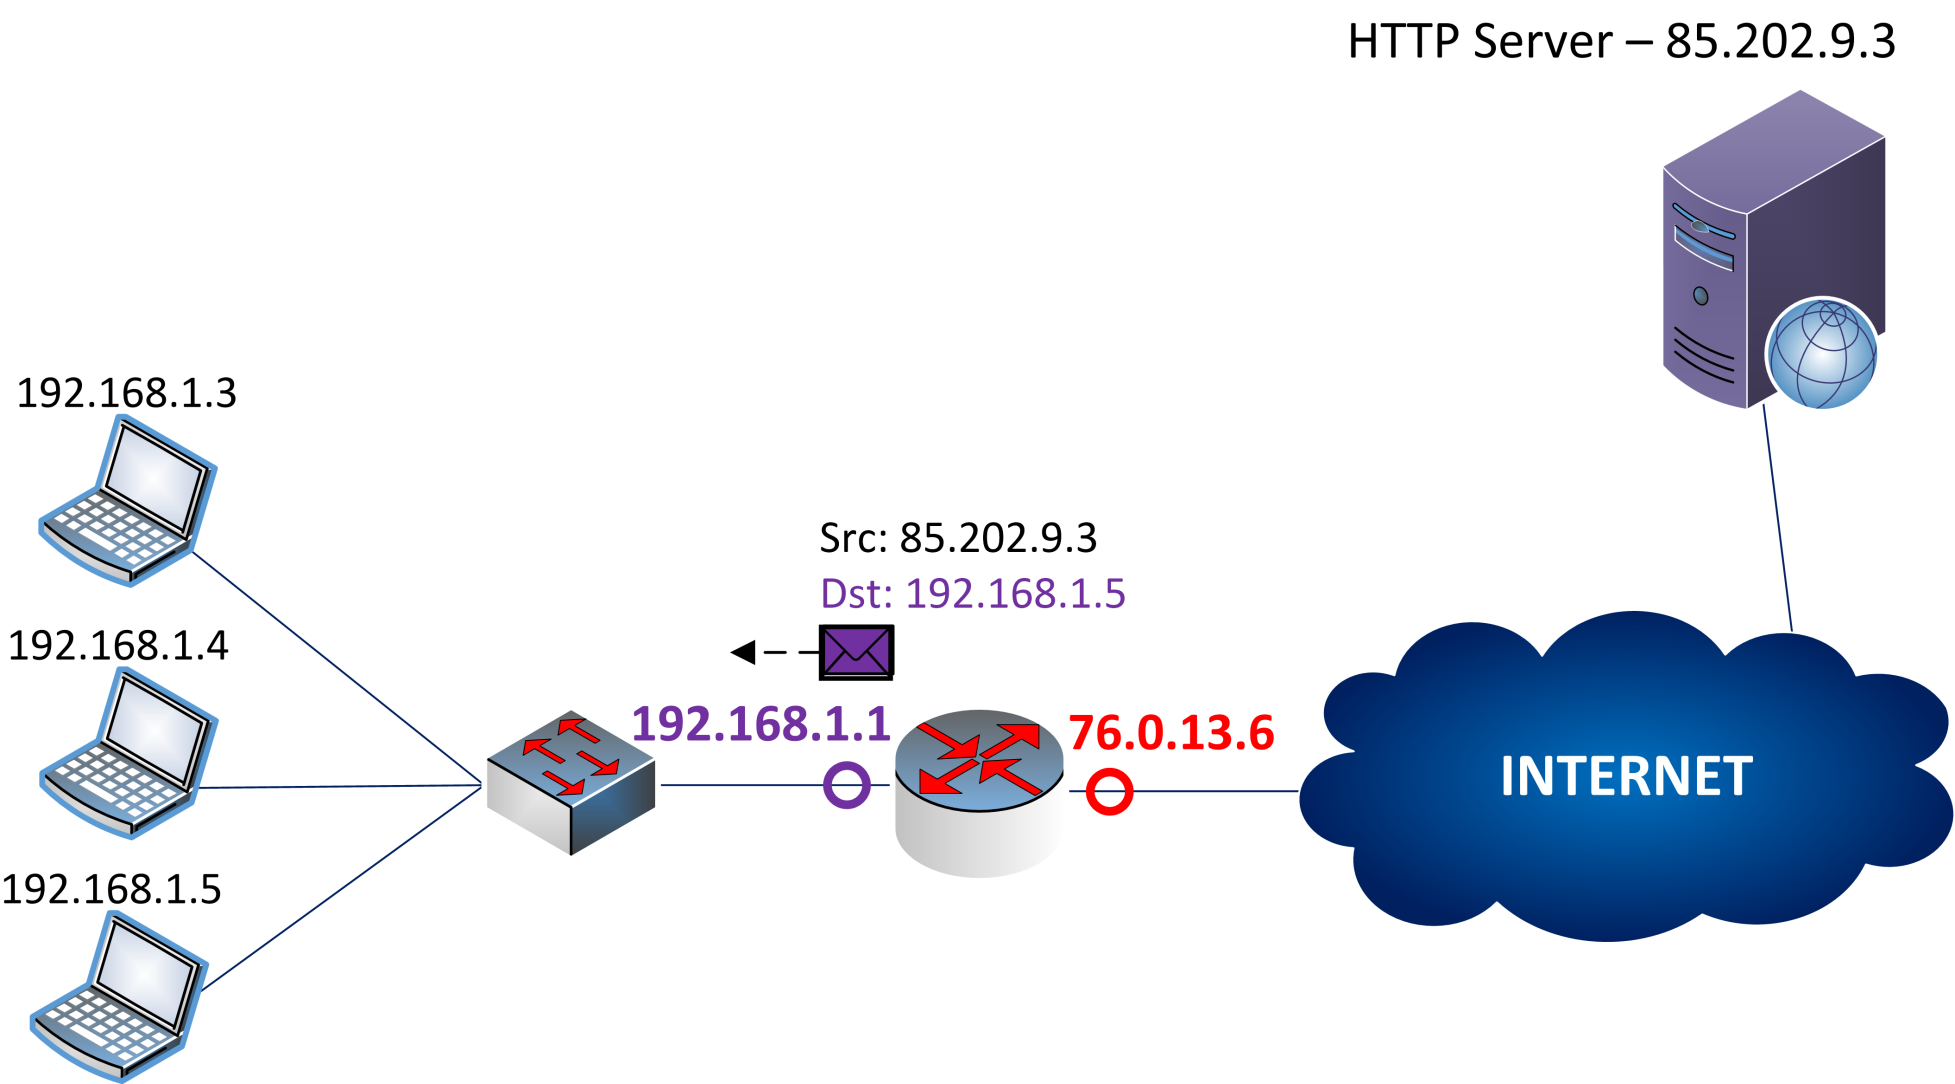 HTTP Server – 85.202.9.3
192.168.1.3
Src: 85.202.9.3
Dst: 192.168.1.5
192.168.1.4
192.168.1.1
76.0.13.6
INTERNET
192.168.1.5